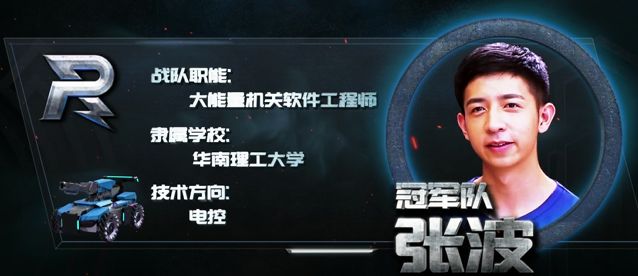 战队职能:
大能量机关软件工程师
隶属学校:
华南理工大学
技术方向:
电控
冠军队
张波